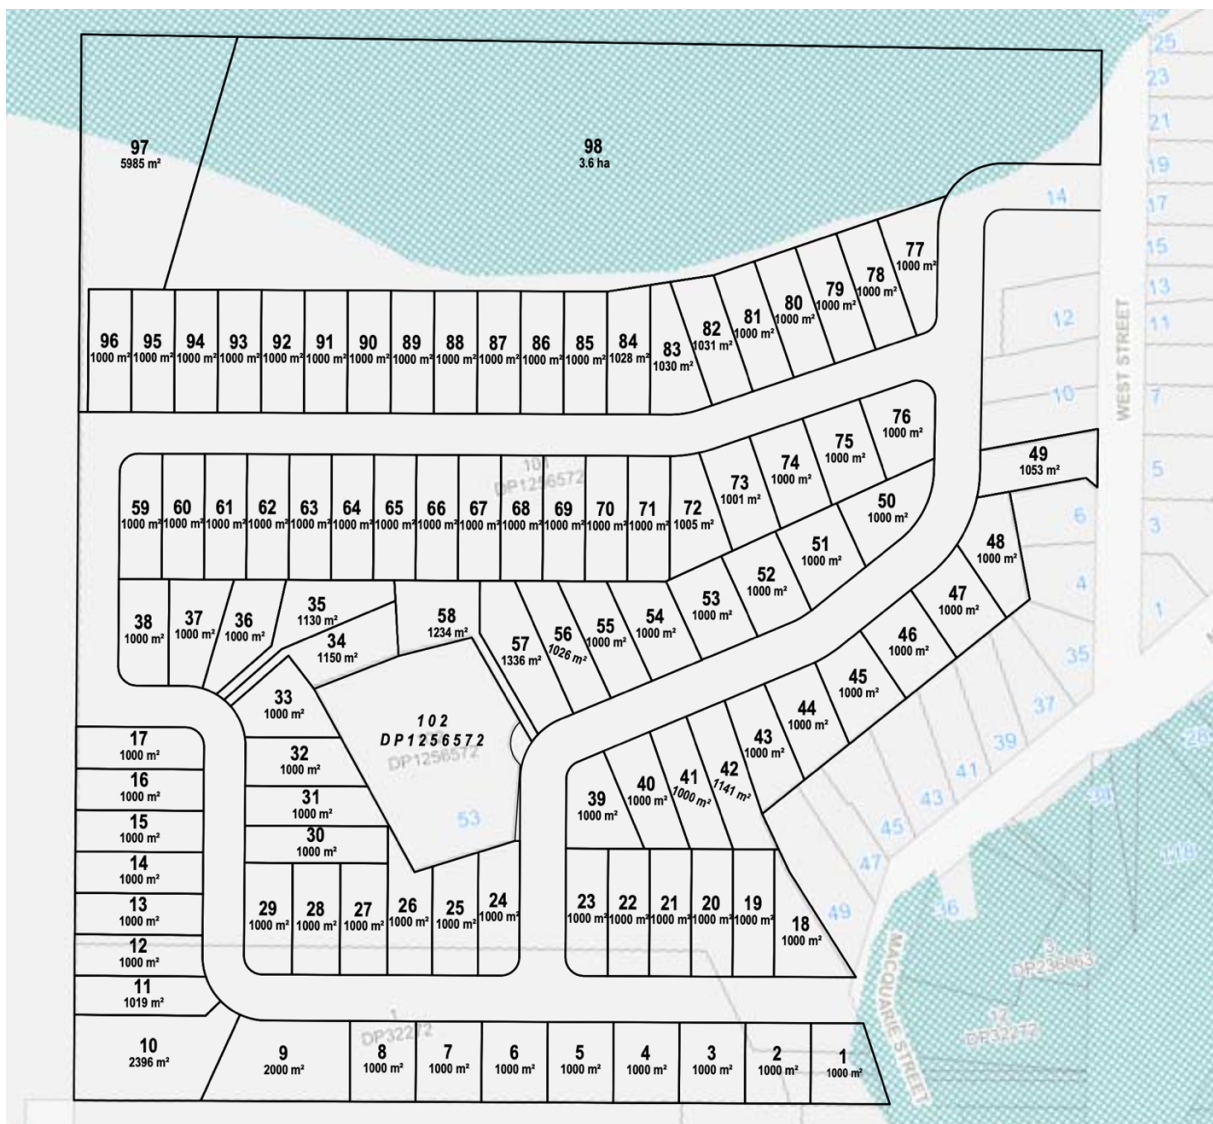 25
23
21
19
17
15
13
11
7
5
3
1
14
12
10
6
4
35
37
39
41
43
45
47
49
36
34
28
53
WEST STREET
MACQUARIE STREET
97
5985 m²
98
3.6 ha
77
1000 m²
78
1000 m²
79
1000 m²
80
1000 m²
81
1000 m²
82
1031 m²
83
1030 m²
84
1028 m²
85
1000 m²
86
1000 m²
87
1000 m²
88
1000 m²
89
1000 m²
90
1000 m²
91
1000 m²
92
1000 m²
93
1000 m²
94
1000 m²
95
1000 m²
96
1000 m²
76
1000 m²
75
1000 m²
74
1000 m²
73
1001 m²
72
1005 m²
71
1000 m²
70
1000 m²
69
1000 m²
68
1000 m²
67
1000 m²
66
1000 m²
65
1000 m²
64
1000 m²
63
1000 m²
62
1000 m²
61
1000 m²
60
1000 m²
59
1000 m²
101
DP1256572
49
1053 m²
50
1000 m²
51
1000 m²
52
1000 m²
53
1000 m²
54
1000 m²
55
1000 m²
56
1026 m²
57
1336 m²
58
1234 m²
48
1000 m²
47
1000 m²
46
1000 m²
45
1000 m²
44
1000 m²
43
1000 m²
42
1141 m²
41
1000 m²
40
1000 m²
39
1000 m²
38
1000 m²
37
1000 m²
36
1000 m²
35
1130 m²
34
1150 m²
33
1000 m²
32
1000 m²
31
1000 m²
30
1000 m²
102
DP1256572
DP1256572
29
1000 m²
28
1000 m²
27
1000 m²
26
1000 m²
25
1000 m²
24
1000 m²
23
1000 m²
22
1000 m²
21
1000 m²
20
1000 m²
19
1000 m²
18
1000 m²
17
1000 m²
16
1000 m²
15
1000 m²
14
1000 m²
13
1000 m²
12
1000 m²
11
1019 m²
10
2396 m²
9
2000 m²
8
1000 m²
7
1000 m²
6
1000 m²
5
1000 m²
4
1000 m²
3
1000 m²
2
1000 m²
1
1000 m²
1
DP32272
3
DP236863
12
DP32272